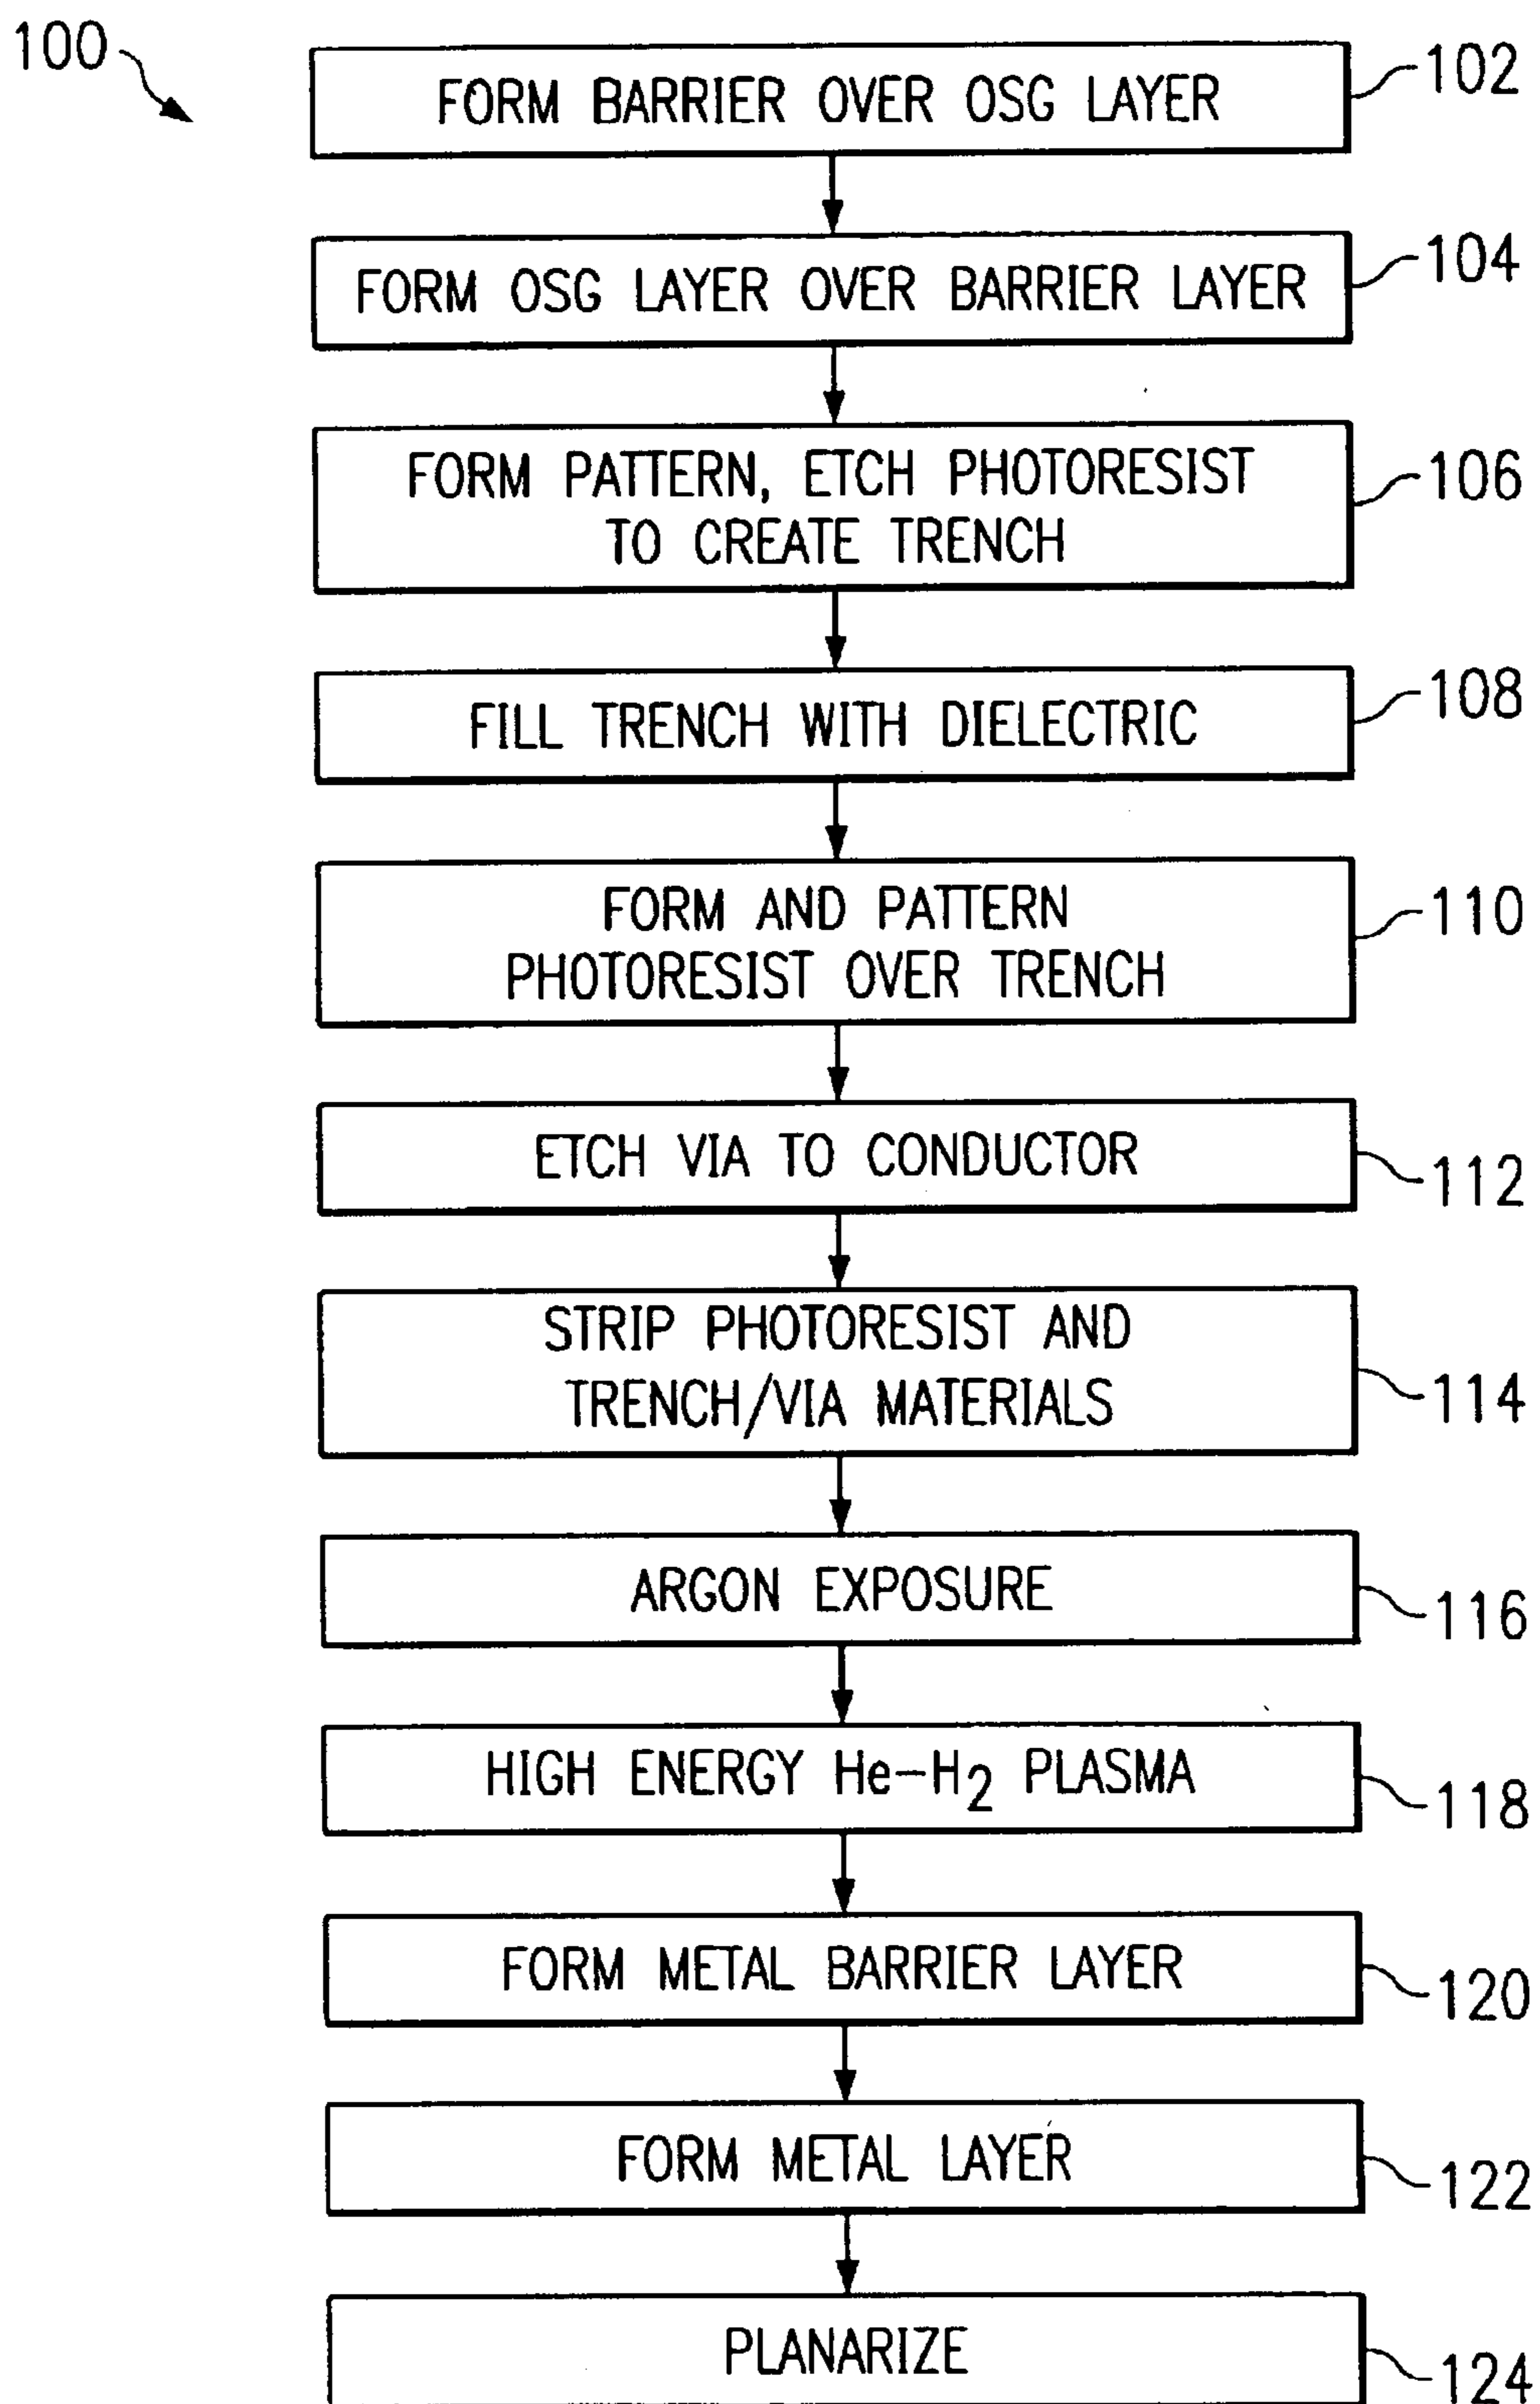 100
FORM BARRIER OVER OSG LAYER
102
FORM OSG LAYER OVER BARRIER LAYER
104
FORM PATTERN, ETCH PHOTORESIST
TO CREATE TRENCH
106
FILL TRENCH WITH DIELECTRIC
108
FORM AND PATTERN
PHOTORESIST OVER TRENCH
110
ETCH VIA TO CONDUCTOR
112
STRIP PHOTORESIST AND
TRENCH/VIA MATERIALS
114
ARGON EXPOSURE
116
HIGH ENERGY He-H2 PLASMA
118
FORM METAL BARRIER LAYER
120
FORM METAL LAYER
122
PLANARIZE
124